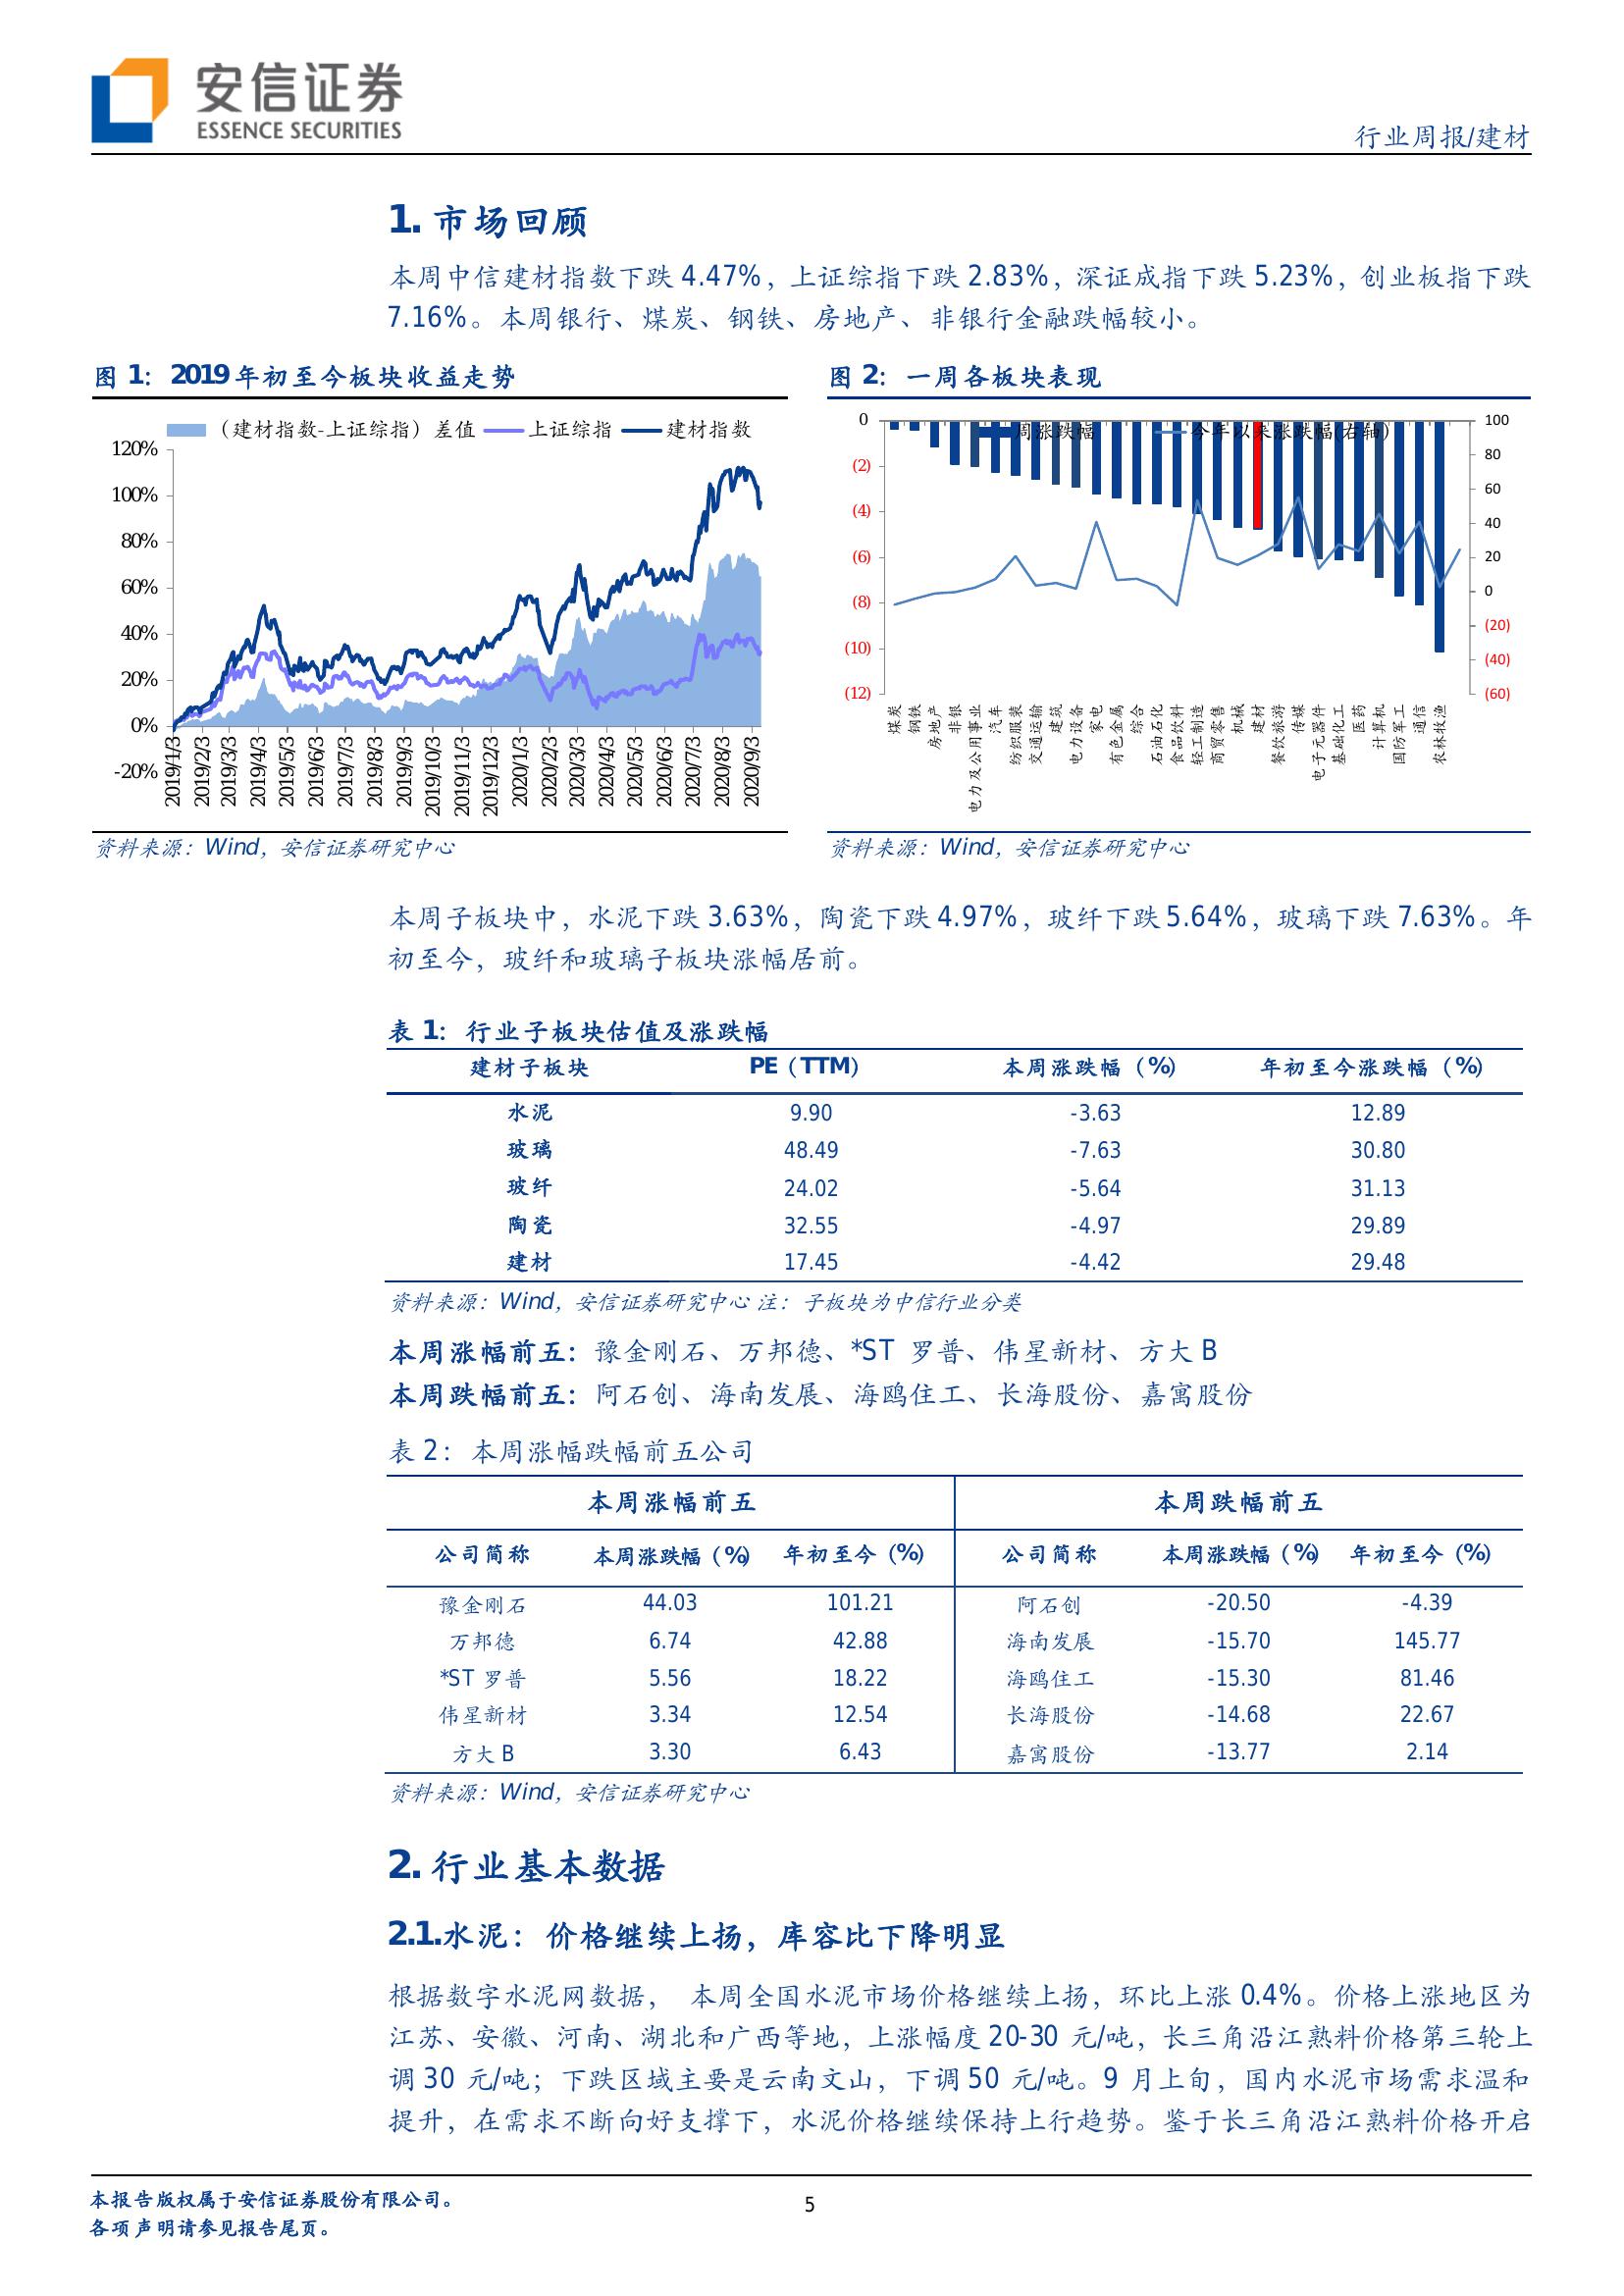 安信证券
ESSENCE SECURITIES
行业周报/建材
1. 市场回顾
本周中信建材指数下跌 4.47%，上证综指下跌 2.83%，深证成指下跌 5.23%，创业板指下跌
7.16%。本周银行、煤炭、钢铁、房地产、非银行金融跌幅较小。
图 1：2019 年初至今板块收益走势
（建材指数-上证综指）差值 上证综指 建材指数
120%
100%
80%
60%
40%
20%
0%
-20%
2019/1/3 2019/2/3 2019/3/3 2019/4/3 2019/5/3 2019/6/3 2019/7/3 2019/8/3 2019/9/3 2019/10/3 2019/11/3 2019/12/3 2020/1/3 2020/2/3 2020/3/3 2020/4/3 2020/5/3 2020/6/3 2020/7/3 2020/8/3 2020/9/3
资料来源：Wind，安信证券研究中心
图 2：一周各板块表现
周涨跌幅 今年以来涨跌幅(右轴)
0
(2)
(4)
(6)
(8)
(10)
(12)
100
80
60
40
20
0
(20)
(40)
(60)
煤炭 钢铁 房地产 非银 电力及公用事业 汽车 纺织服装 交通运输 建筑 电力设备 家电 有色金属 综合 石油石化 食品饮料 轻工制造 商贸零售 机械 建材 餐饮旅游 传媒 电子元器件 基础化工 医药 计算机 国防军工 通信 农林牧渔
资料来源：Wind，安信证券研究中心
本周子板块中，水泥下跌 3.63%，陶瓷下跌 4.97%，玻纤下跌 5.64%，玻璃下跌 7.63%。年
初至今，玻纤和玻璃子板块涨幅居前。
表 1：行业子板块估值及涨跌幅
建材子板块 PE（TTM） 本周涨跌幅（%） 年初至今涨跌幅（%）
水泥 9.90 -3.63 12.89
玻璃 48.49 -7.63 30.80
玻纤 24.02 -5.64 31.13
陶瓷 32.55 -4.97 29.89
建材 17.45 -4.42 29.48
资料来源：Wind，安信证券研究中心 注：子板块为中信行业分类
本周涨幅前五：豫金刚石、万邦德、*ST 罗普、伟星新材、方大 B
本周跌幅前五：阿石创、海南发展、海鸥住工、长海股份、嘉寓股份
表 2：本周涨幅跌幅前五公司
本周涨幅前五 本周跌幅前五
公司简称 本周涨跌幅（%） 年初至今（%） 公司简称 本周涨跌幅（%） 年初至今（%）
豫金刚石 44.03 101.21 阿石创 -20.50 -4.39
万邦德 6.74 42.88 海南发展 -15.70 145.77
*ST 罗普 5.56 18.22 海鸥住工 -15.30 81.46
伟星新材 3.34 12.54 长海股份 -14.68 22.67
方大 B 3.30 6.43 嘉寓股份 -13.77 2.14
资料来源：Wind，安信证券研究中心
2. 行业基本数据
2.1.水泥：价格继续上扬，库容比下降明显
根据数字水泥网数据， 本周全国水泥市场价格继续上扬，环比上涨 0.4%。价格上涨地区为
江苏、安徽、河南、湖北和广西等地，上涨幅度 20-30 元/吨，长三角沿江熟料价格第三轮上
调 30 元/吨；下跌区域主要是云南文山，下调 50 元/吨。9 月上旬，国内水泥市场需求温和
提升，在需求不断向好支撑下，水泥价格继续保持上行趋势。鉴于长三角沿江熟料价格开启
本报告版权属于安信证券股份有限公司。
各项声明请参见报告尾页。
5